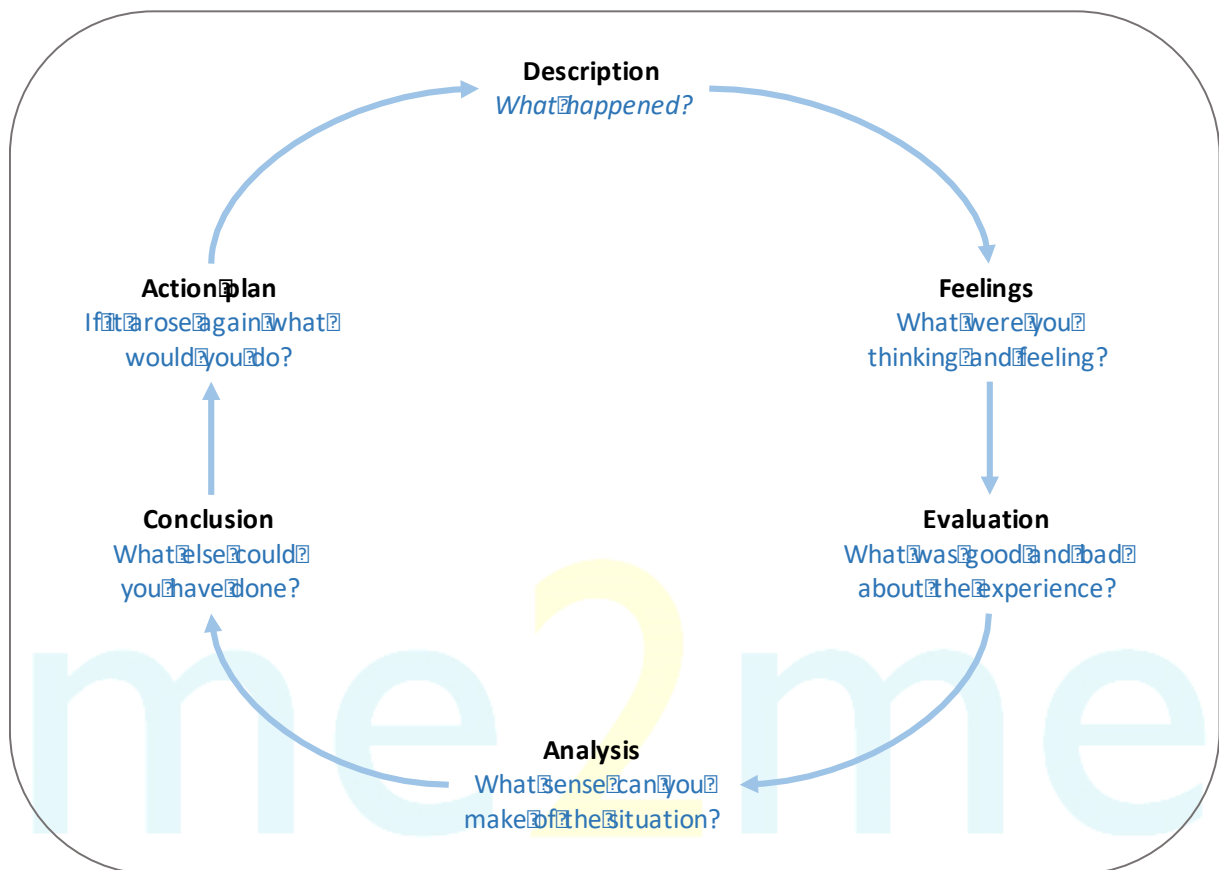 Description
What happened?
Feelings
What were you
thinking and feeling?
Evaluation
What was good and bad
about the experience?
Analysis
What sense can you
make of the situation?
Conclusion
What else could
you have done?
Action plan
If it arose again what
would you do?
me2me